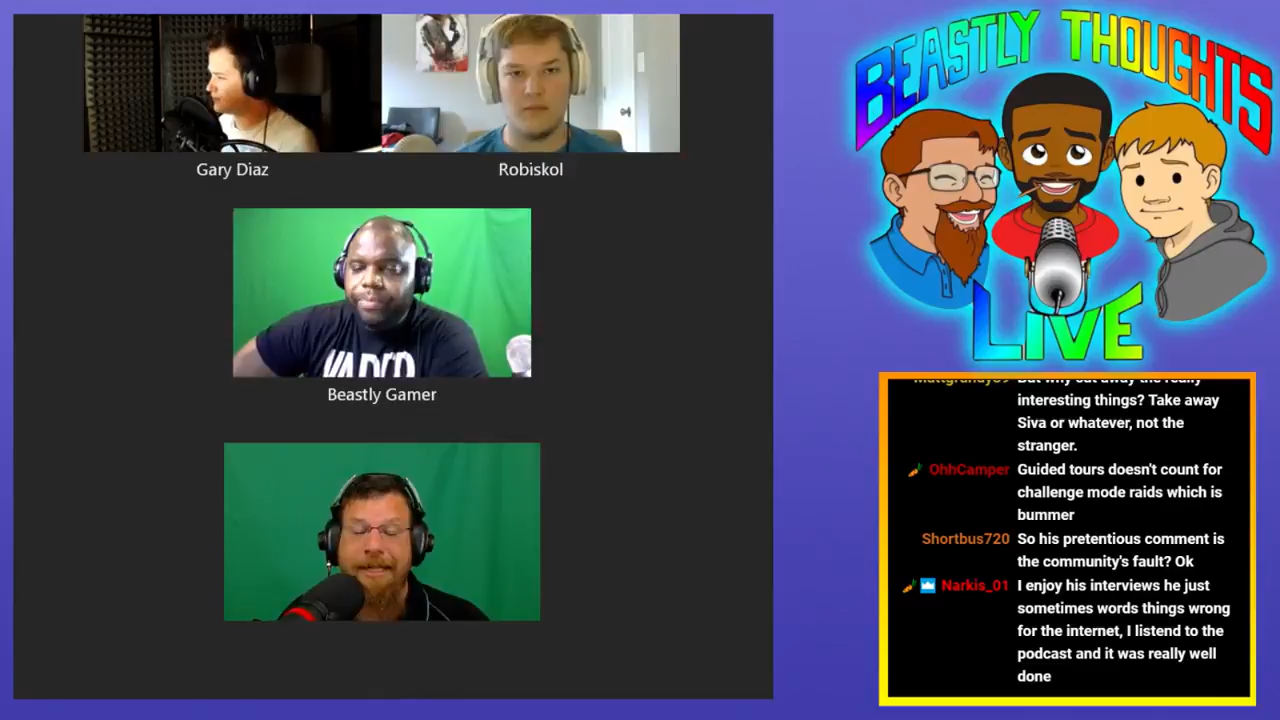 BEASTLY THOUGHTS
LIVE
Gary Diaz
Robiskol
Beastly Gamer
interesting things? Take away
Siva or whatever, not the
stranger.
OhhCamper Guided tours doesn't count for
challenge mode raids which is
bummer
Shortbus720 So his pretentious comment is
the community's fault? Ok
Narkis_01 I enjoy his interviews he just
sometimes words things wrong
for the internet, I listend to the
podcast and it was really well
done